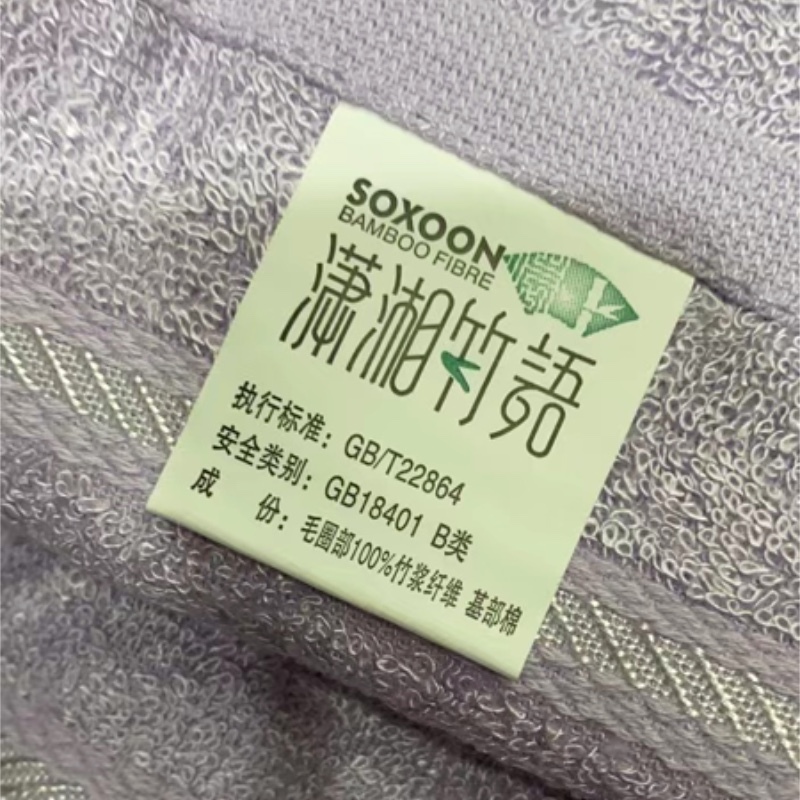 SOXOON
BAMBOO FIBRE
潇湘竹語
执行标准：GB/T22864
安全类别：GB18401 B类
成 份：毛圈部100%竹浆纤维 基部棉